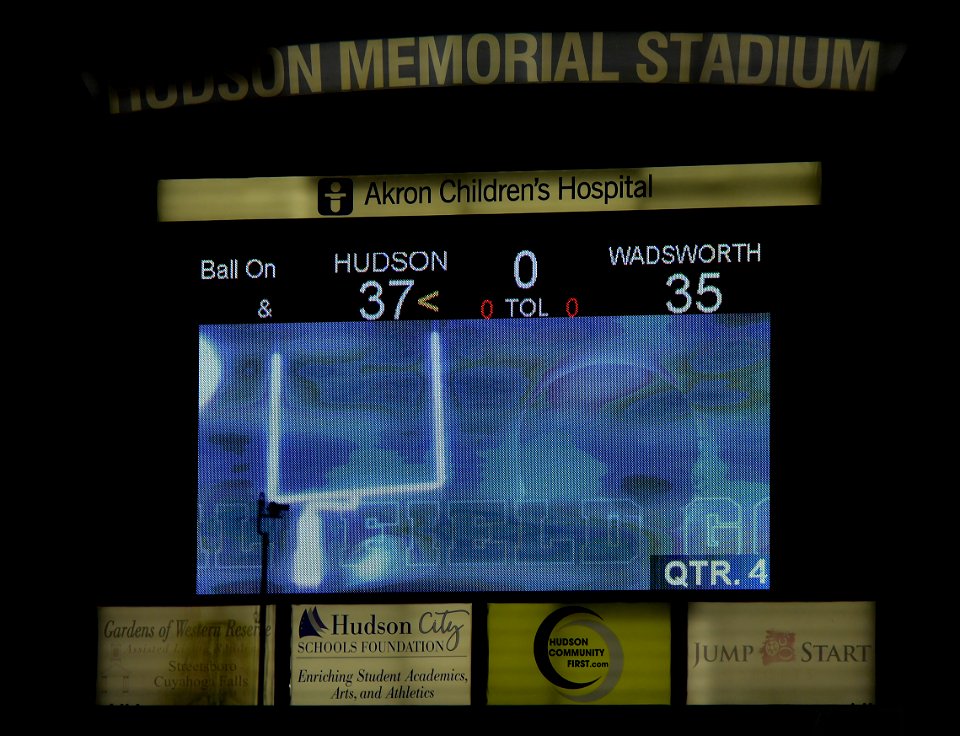 HUDSON MEMORIAL STADIUM
Akron Children's Hospital
Ball On
&
HUDSON
37<
0
0 TOL 0
WADSWORTH
35
QTR. 4
Gardens of Western Reserve
Assisted Living
Streetsboro
Cuyahoga Falls
Hudson City
SCHOOLS FOUNDATION
Enriching Student Academics,
Arts, and Athletics
HUDSON
COMMUNITY
FIRST.com
JUMP START